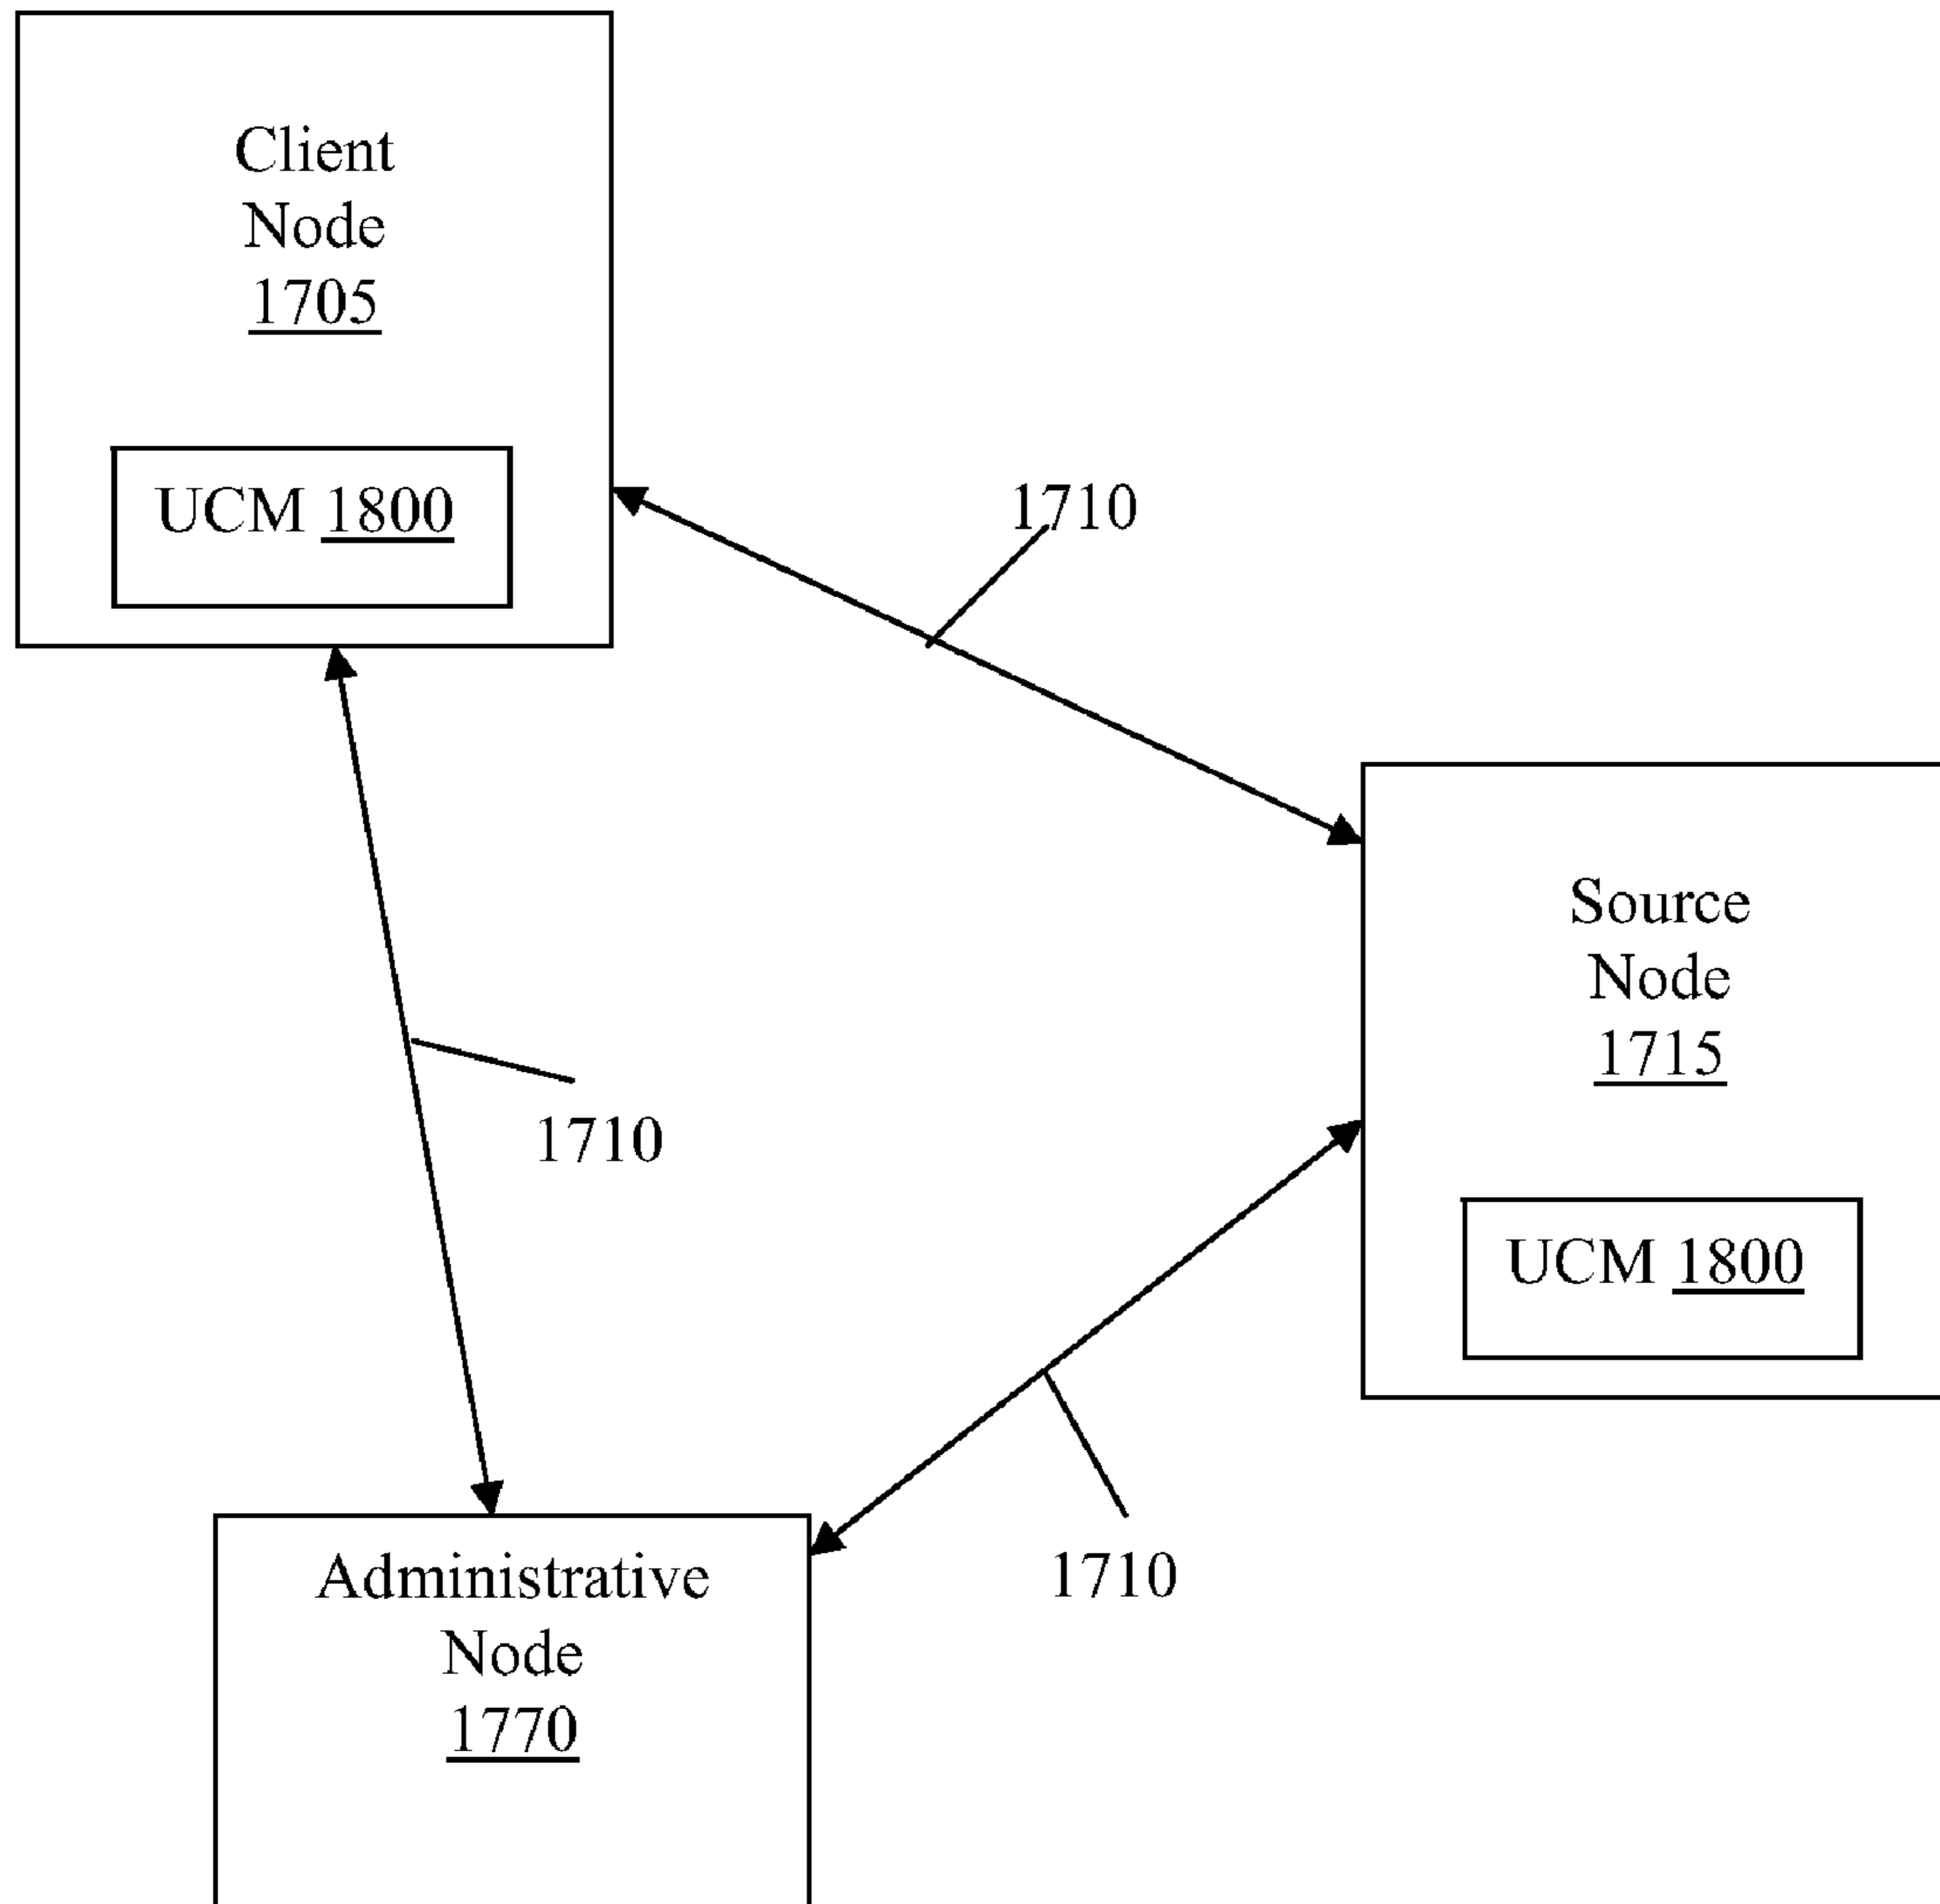 Client
Node
1705
UCM 1800
1710
Source
Node
1715
1710
UCM 1800
1710
Administrative
Node
1770